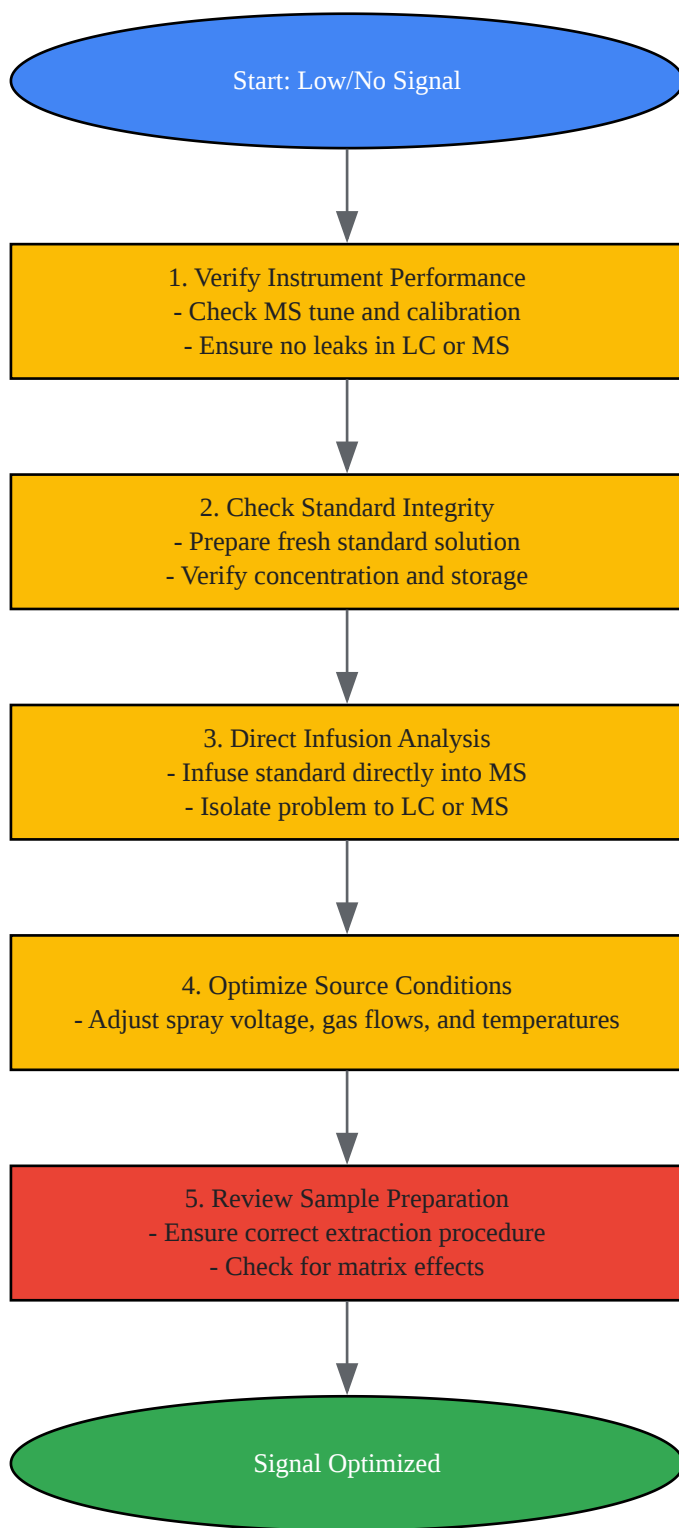 Start: Low/No Signal
1. Verify Instrument Performance
- Check MS tune and calibration
- Ensure no leaks in LC or MS
2. Check Standard Integrity
- Prepare fresh standard solution
- Verify concentration and storage
3. Direct Infusion Analysis
- Infuse standard directly into MS
- Isolate problem to LC or MS
4. Optimize Source Conditions
- Adjust spray voltage, gas flows, and temperatures
5. Review Sample Preparation
- Ensure correct extraction procedure
- Check for matrix effects
Signal Optimized